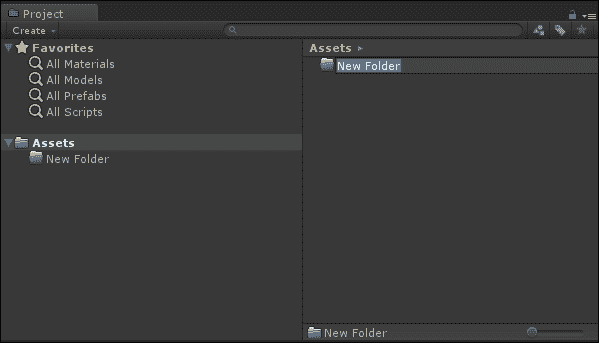 Project
Create
Favorites
All Materials
All Models
All Prefabs
All Scripts
Assets
New Folder
Assets
New Folder
New Folder